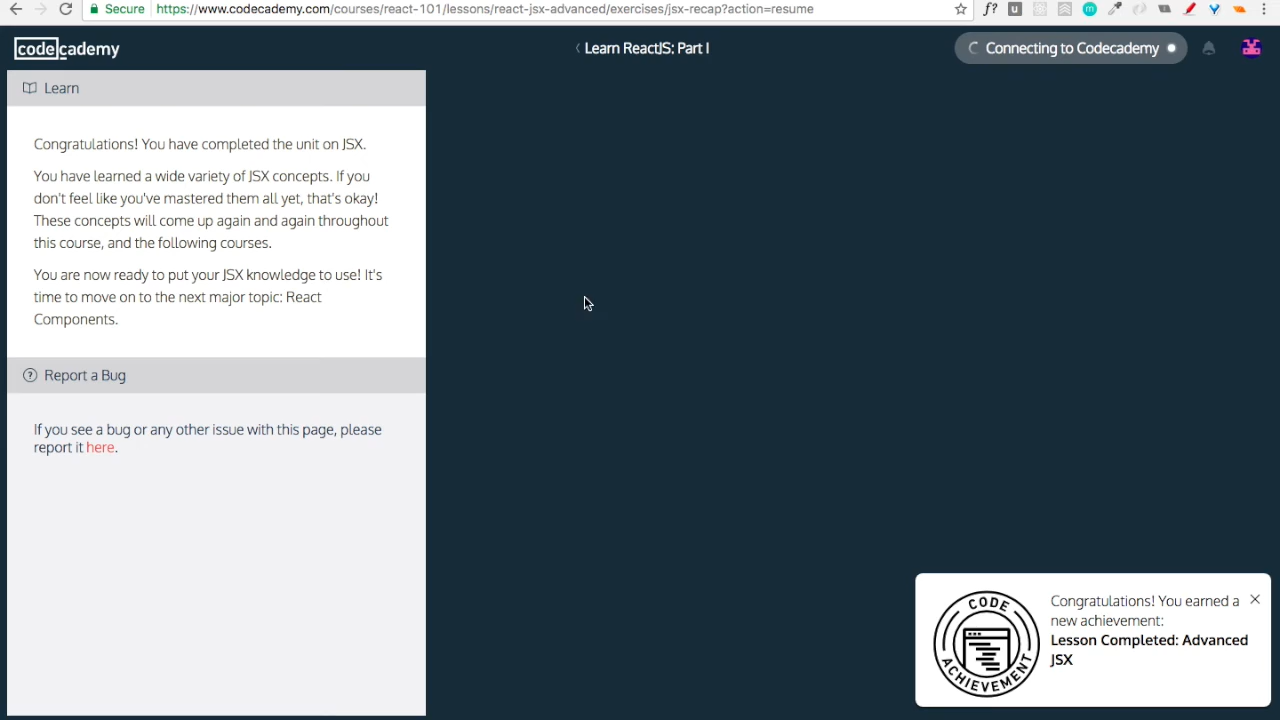 Secure https://www.codecademy.com/courses/react-101/lessons/react-jsx-advanced/exercises/jsx-recap?action=resume
codecademy
Learn ReactJS: Part I
Connecting to Codecademy
Learn
Congratulations! You have completed the unit on JSX.
You have learned a wide variety of JSX concepts. If you
don't feel like you've mastered them all yet, that's okay!
These concepts will come up again and again throughout
this course, and the following courses.
You are now ready to put your JSX knowledge to use! It's
time to move on to the next major topic: React
Components.
Report a Bug
If you see a bug or any other issue with this page, please
report it here.
CODE
ACHIEVEMENT
Congratulations! You earned a
new achievement:
Lesson Completed: Advanced
JSX